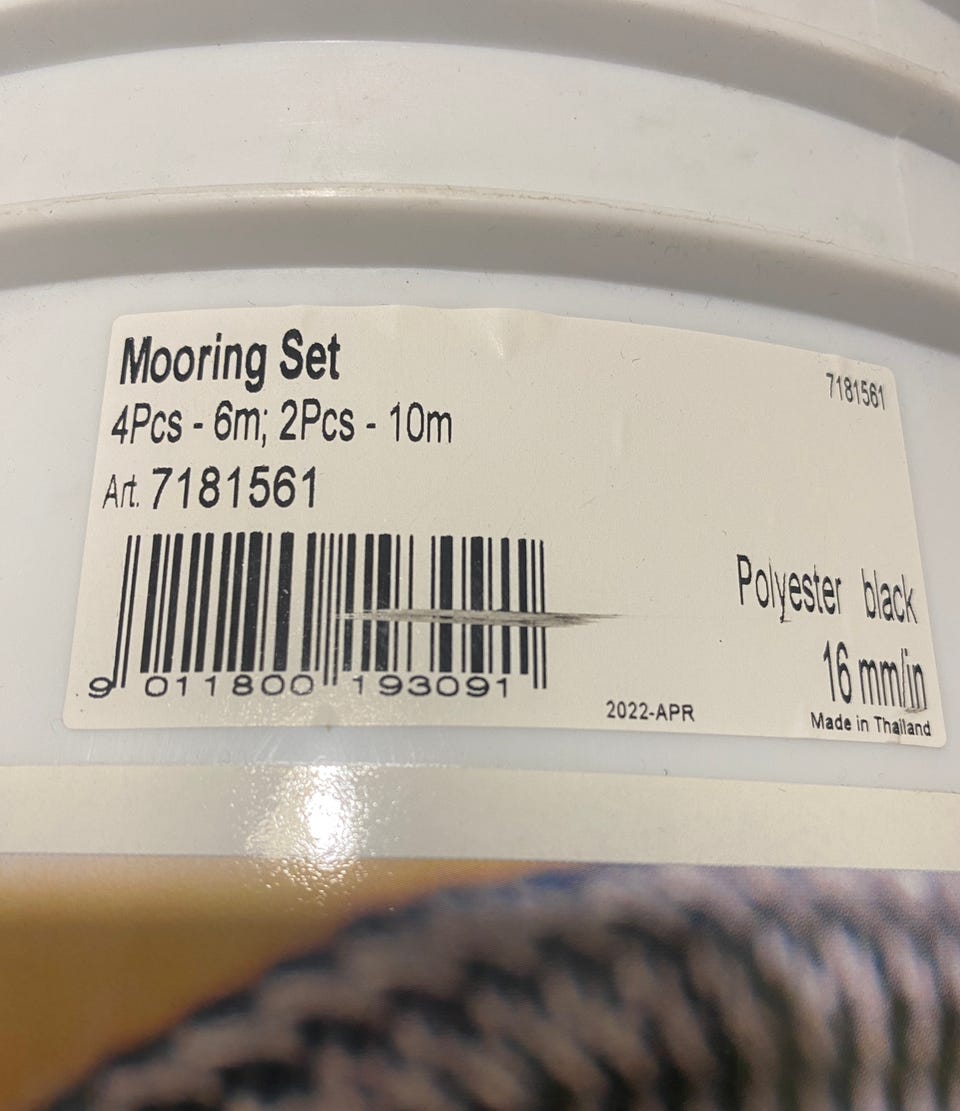 Mooring Set
7181561
4Pcs - 6m; 2Pcs - 10m
Art. 7181561
Polyester black
16 mm/in
9 011800 193091
2022-APR
Made in Thailand